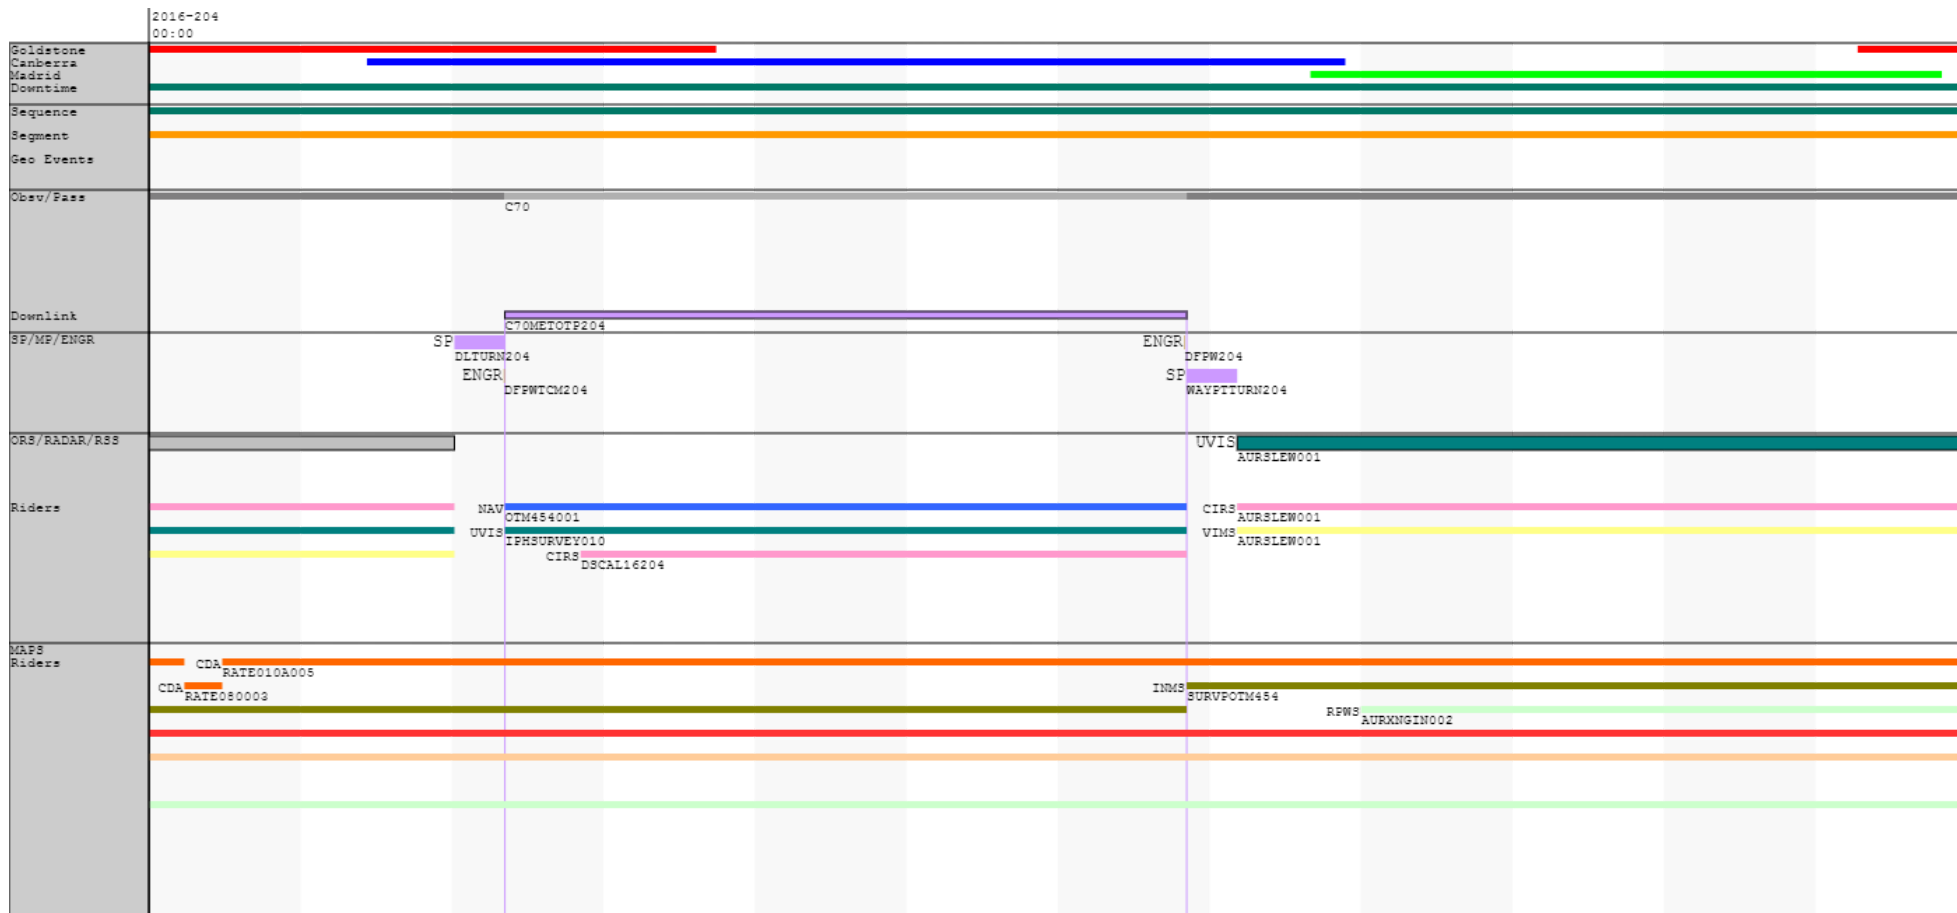 2016-204
00:00
Goldstone
Canberra
Madrid
Downtime
Sequence
Segment
Geo Events
Obsv/Pass
C70
Downlink
C70METOTP204
SP/MP/ENGR
SP
ENGR
DLTURN204
DFPW204
ENGR
SP
DFPWTCM204
WAYPTTURN204
ORS/RADAR/RSS
UVIS
AURSLEW001
Riders
NAV
CIRS
OTM454001
AURSLEW001
UVIS
VIMS
IPHSURVEY010
AURSLEW001
CIRS
DSCAL16204
MAPS
Riders
CDA
RATE010A005
CDA
INMS
RATE080003
SURVPOTM454
RPWS
AURXNGIN002